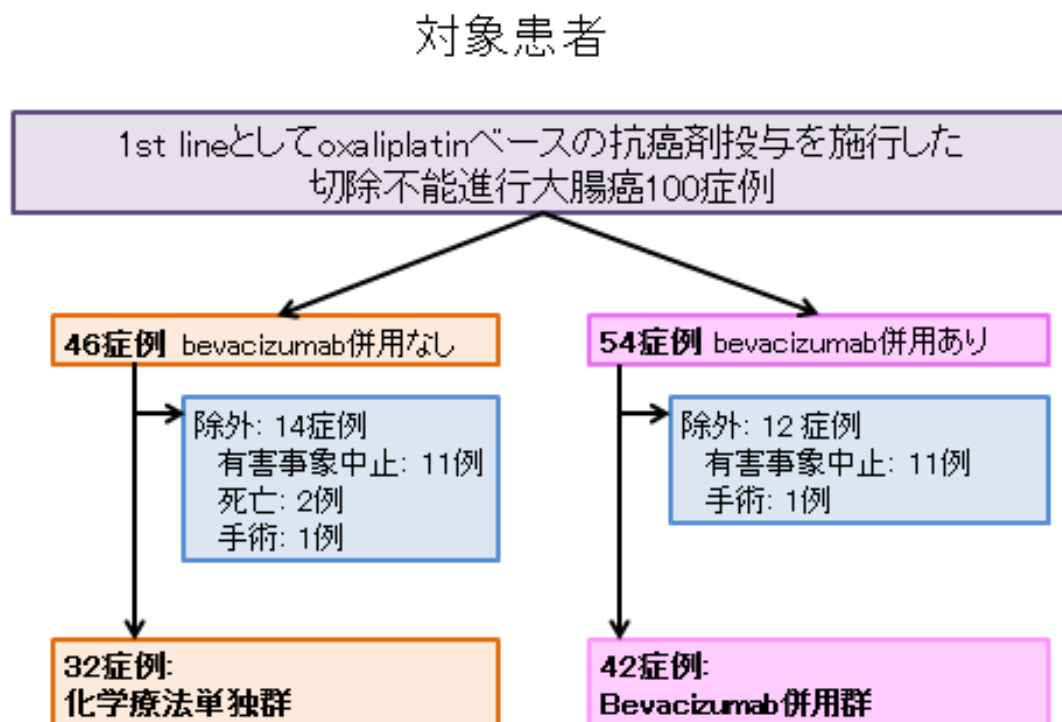 対象患者
1st lineとしてoxaliplatinベースの抗癌剤投与を施行した
切除不能進行大腸癌100症例
46症例 bevacizumab併用なし
54症例 bevacizumab併用あり
除外: 14症例
有害事象中止: 11例
死亡: 2例
手術: 1例
除外: 12 症例
有害事象中止: 11例
手術: 1例
32症例:
化学療法単独群
42症例:
Bevacizumab併用群